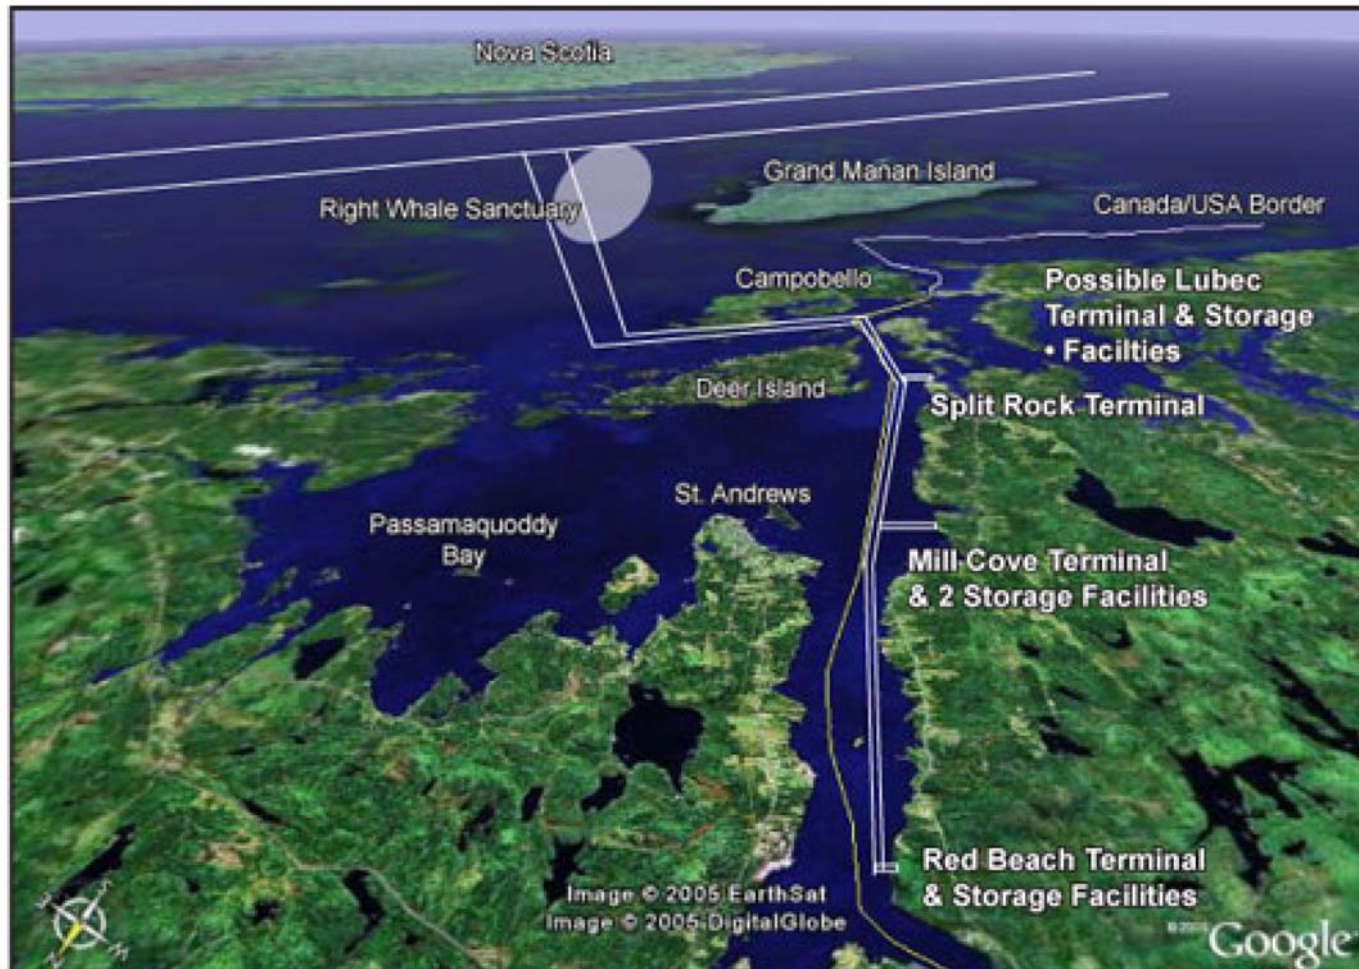 Nova Scotia
Grand Manan Island
Right Whale Sanctuary
Canada/USA Border
Campobello
Possible Lubec
Terminal & Storage
• Facilties
Deer Island
Split Rock Terminal
St. Andrews
Passamaquoddy
Bay
Mill Cove Terminal
& 2 Storage Facilities
Red Beach Terminal
& Storage Facilities
Image © 2005 EarthSat
Image © 2005 DigitalGlobe
Google